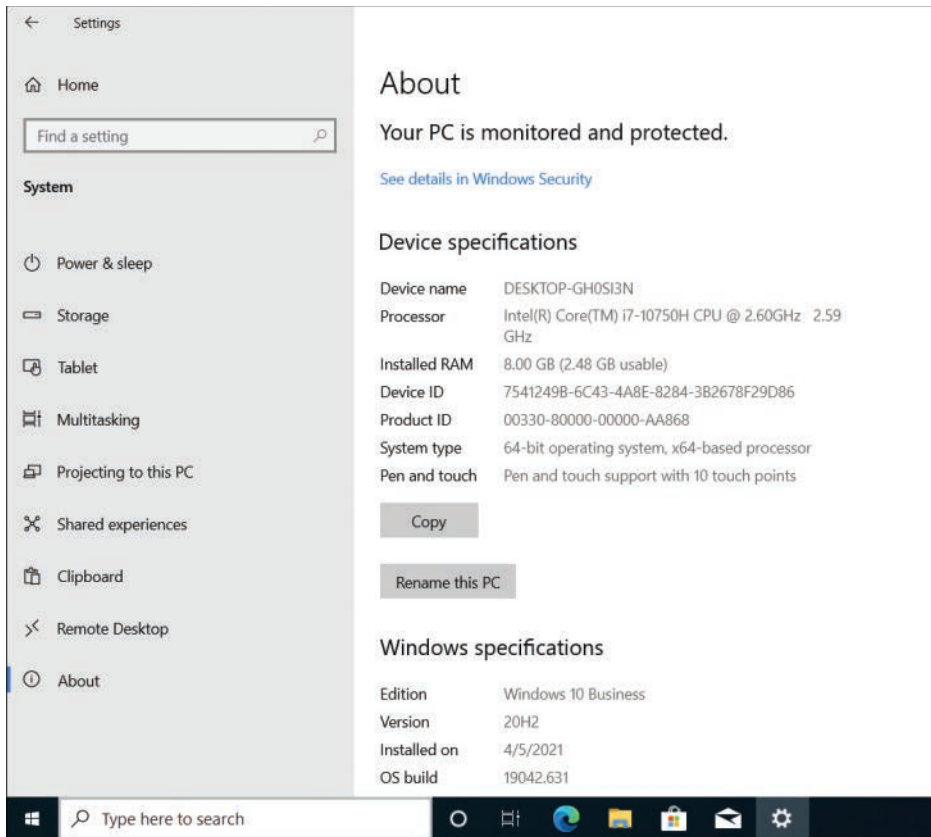 Settings
Home
Find a setting
System
Power & sleep
Storage
Tablet
Multitasking
Projecting to this PC
Shared experiences
Clipboard
Remote Desktop
About
About
Your PC is monitored and protected.
See details in Windows Security
Device specifications
Device name DESKTOP-GH0SI3N
Processor Intel(R) Core(TM) i7-10750H CPU @ 2.60GHz 2.59
GHz
Installed RAM 8.00 GB (2.48 GB usable)
Device ID 7541249B-6C43-4A8E-8284-3B2678F29D86
Product ID 00330-80000-00000-AA868
System type 64-bit operating system, x64-based processor
Pen and touch Pen and touch support with 10 touch points
Copy
Rename this PC
Windows specifications
Edition Windows 10 Business
Version 20H2
Installed on 4/5/2021
OS build 19042.631
Type here to search